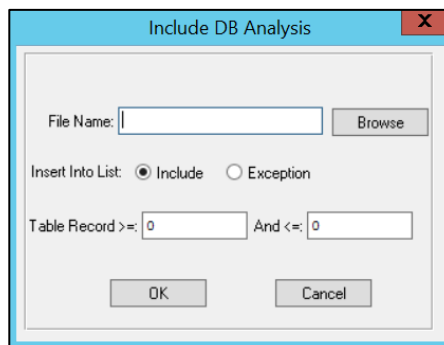 Include DB Analysis X
File Name: Browse
Insert Into List: Include Exception
Table Record >=: 0 And <=: 0
OK Cancel